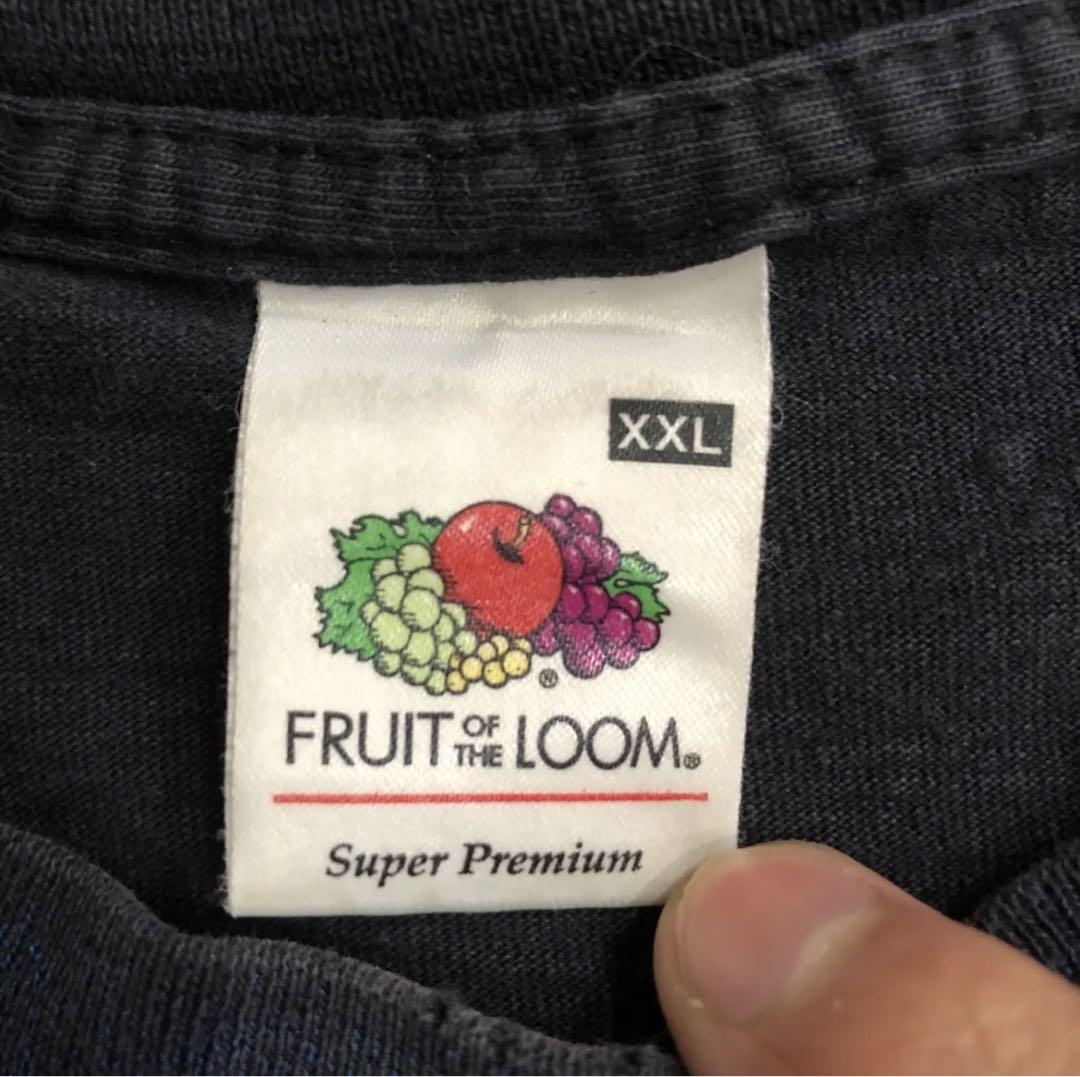 XXL
®
FRUIT OF THE LOOM®
Super Premium